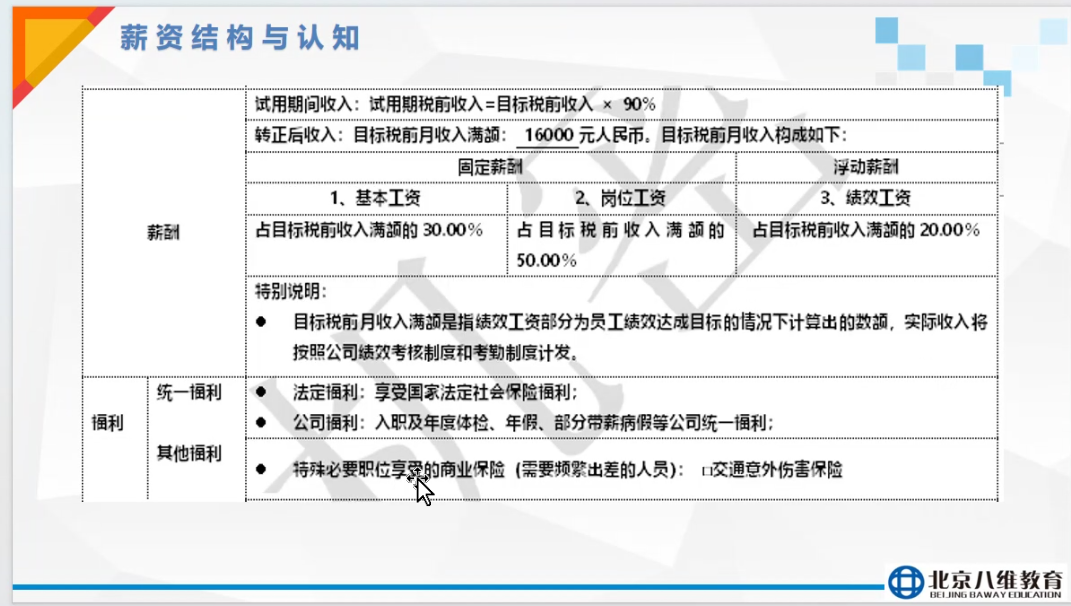 薪资结构与认知
试用期间收入：试用期税前收入=目标税前收入 × 90%
转正后收入：目标税前月收入满额： 16000 元人民币。目标税前月收入构成如下：
固定薪酬 浮动薪酬
1、基本工资 2、岗位工资 3、绩效工资
薪酬
占目标税前收入满额的 30.00% 占目标税前收入满额的 占目标税前收入满额的 20.00%
50.00%
特别说明：
● 目标税前月收入满额是指绩效工资部分为员工绩效达成目标的情况下计算出的数额，实际收入将
按照公司绩效考核制度和考勤制度计发。
福利
统一福利
● 法定福利：享受国家法定社会保险福利；
● 公司福利：入职及年度体检、年假、部分带薪病假等公司统一福利；
其他福利
● 特殊必要职位享受的商业保险（需要频繁出差的人员）： □交通意外伤害保险
北京八维教育
BEIJING BAWAY EDUCATION